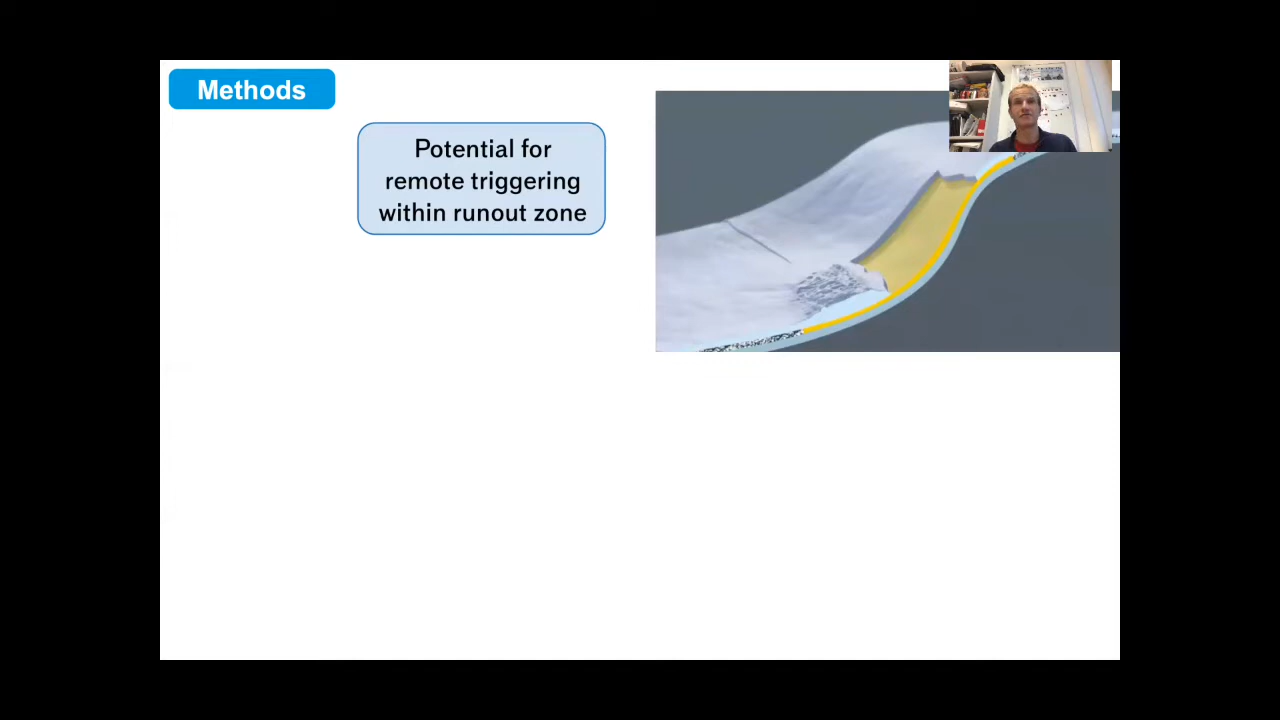 Methods
Potential for
remote triggering
within runout zone